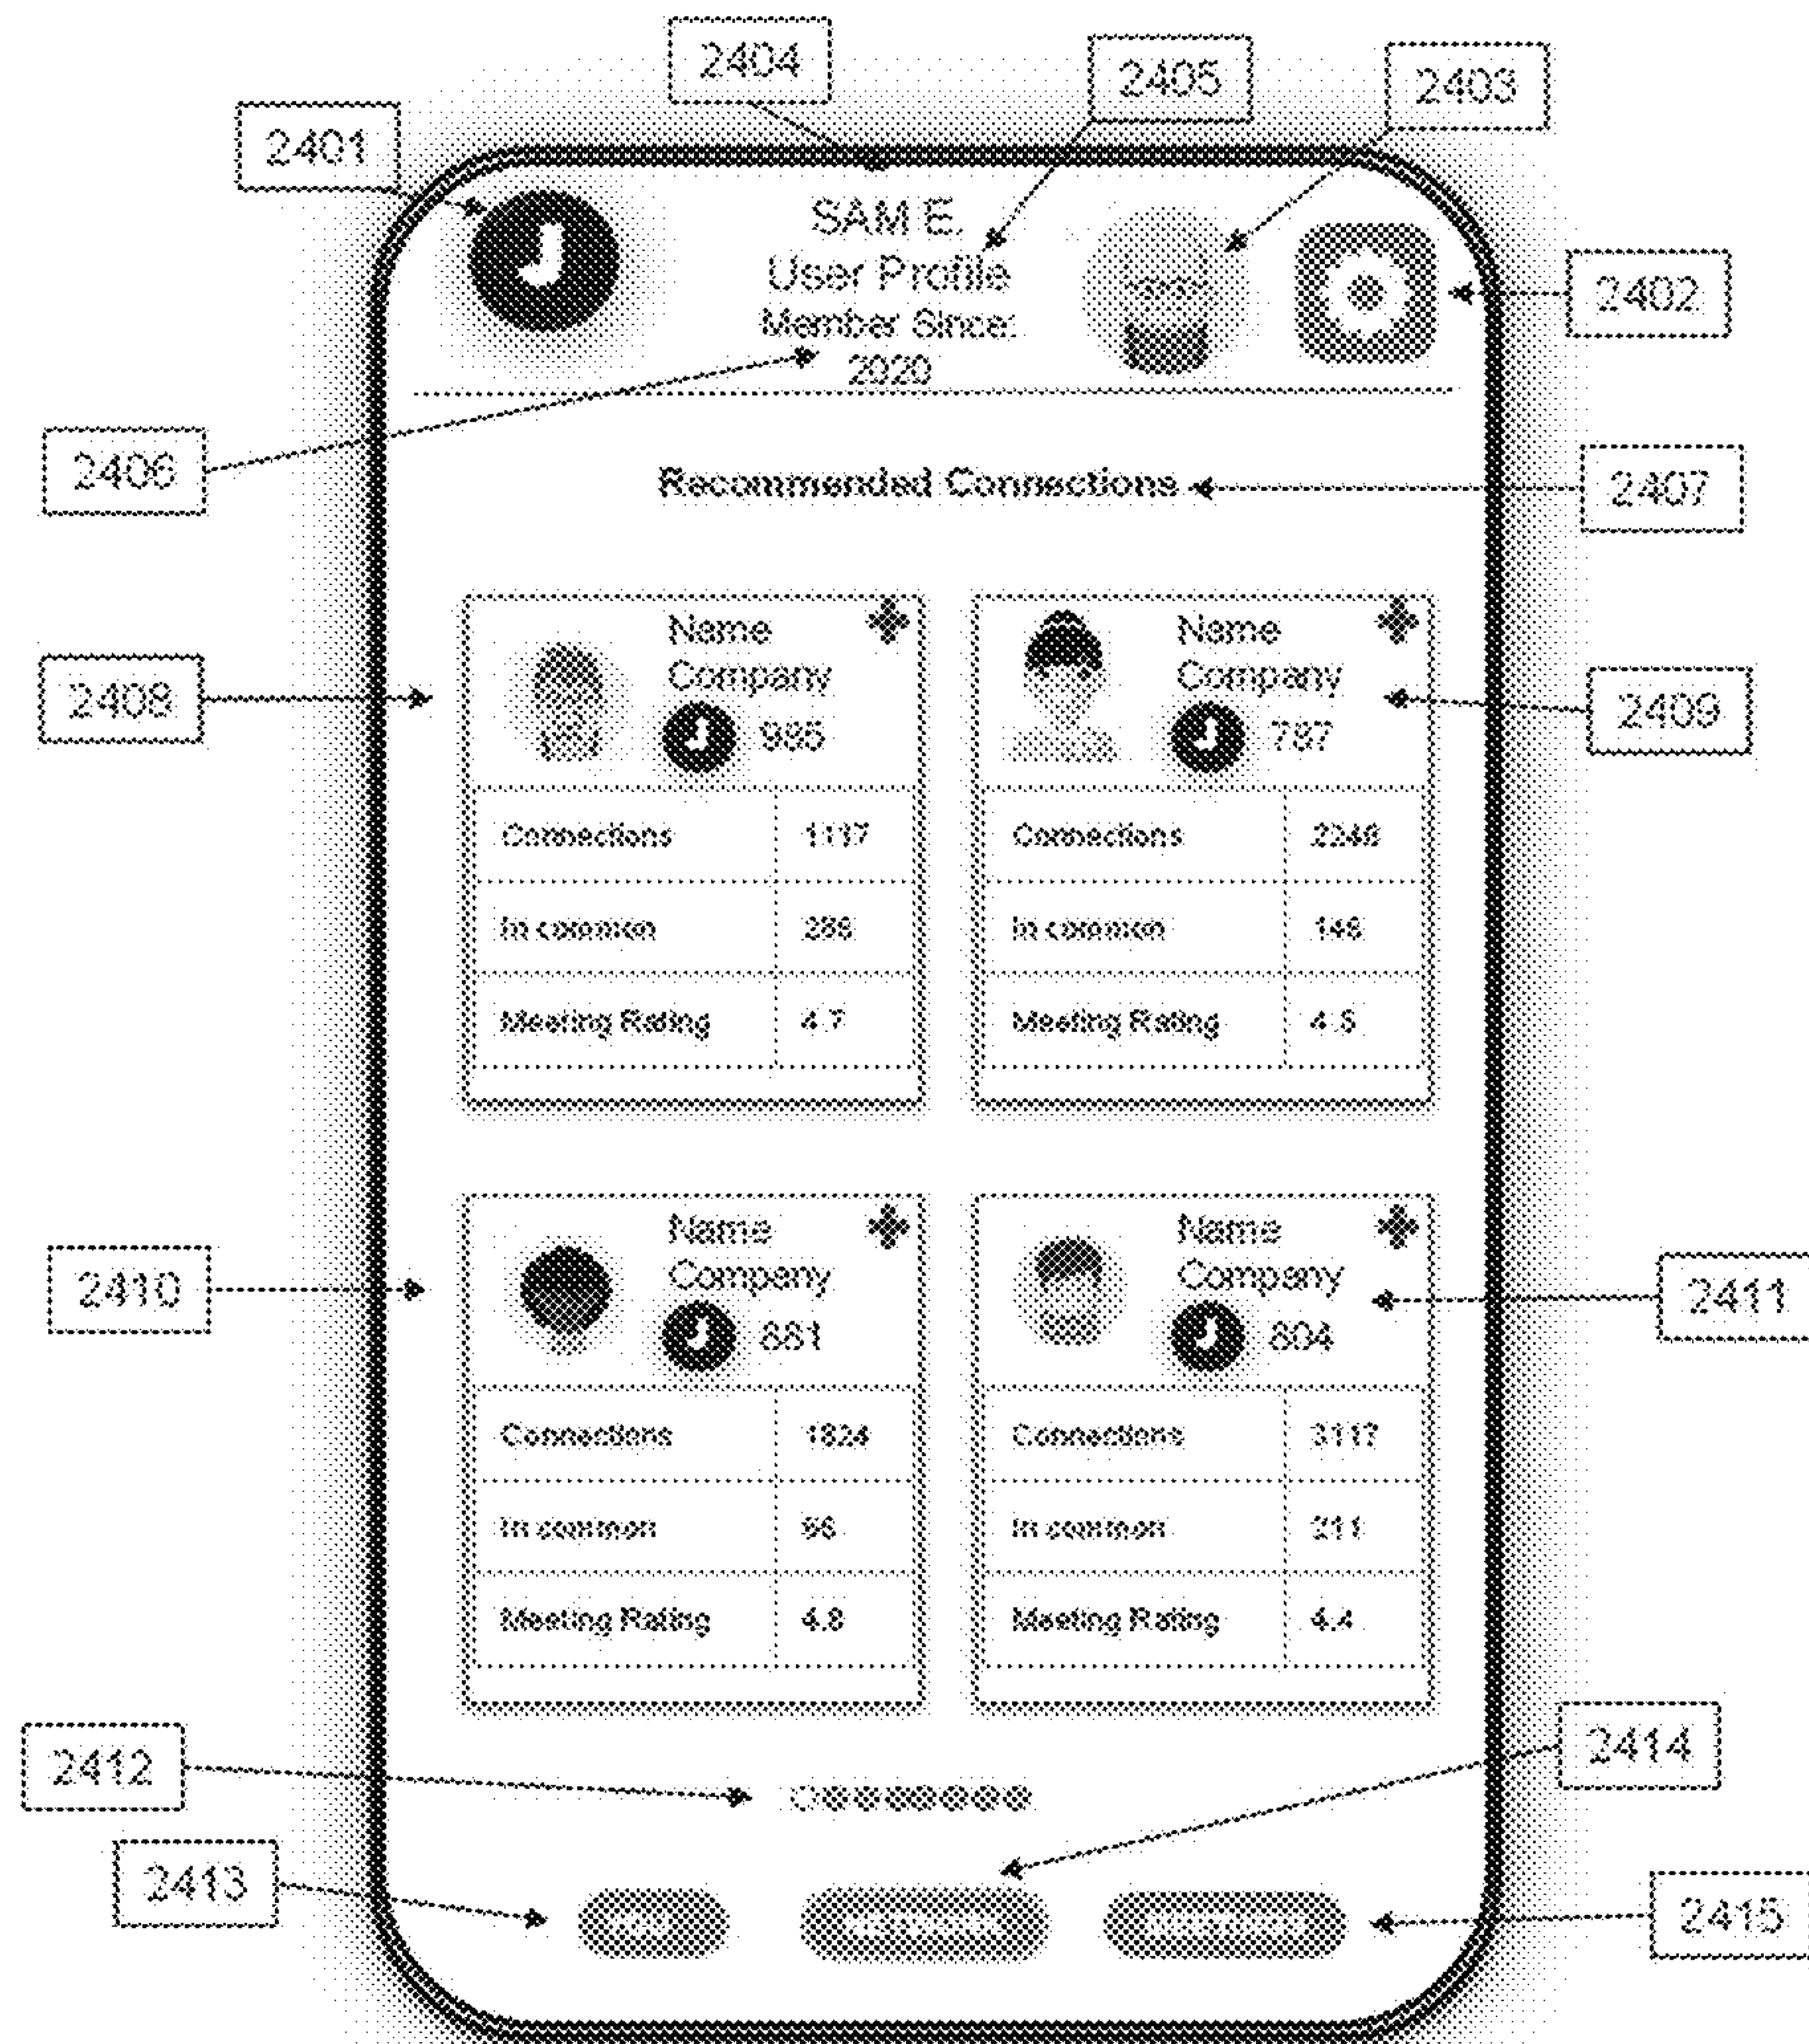 2404
2405
2403
2401
SAM E.
User Profile
Member Since:
2020
2402
2406
Recommended Connections
2407
2408
Name
Company
985
Connections 1117
In common 286
Meeting Rating 4.7
Name
Company
787
Connections
In common 146
Meeting Rating 4.5
2409
2410
Name
Company
881
Connections 1824
In common 96
Meeting Rating 4.8
Name
Company
804
Connections 3117
In common 211
Meeting Rating 4.4
2411
2412
2414
2413
2415